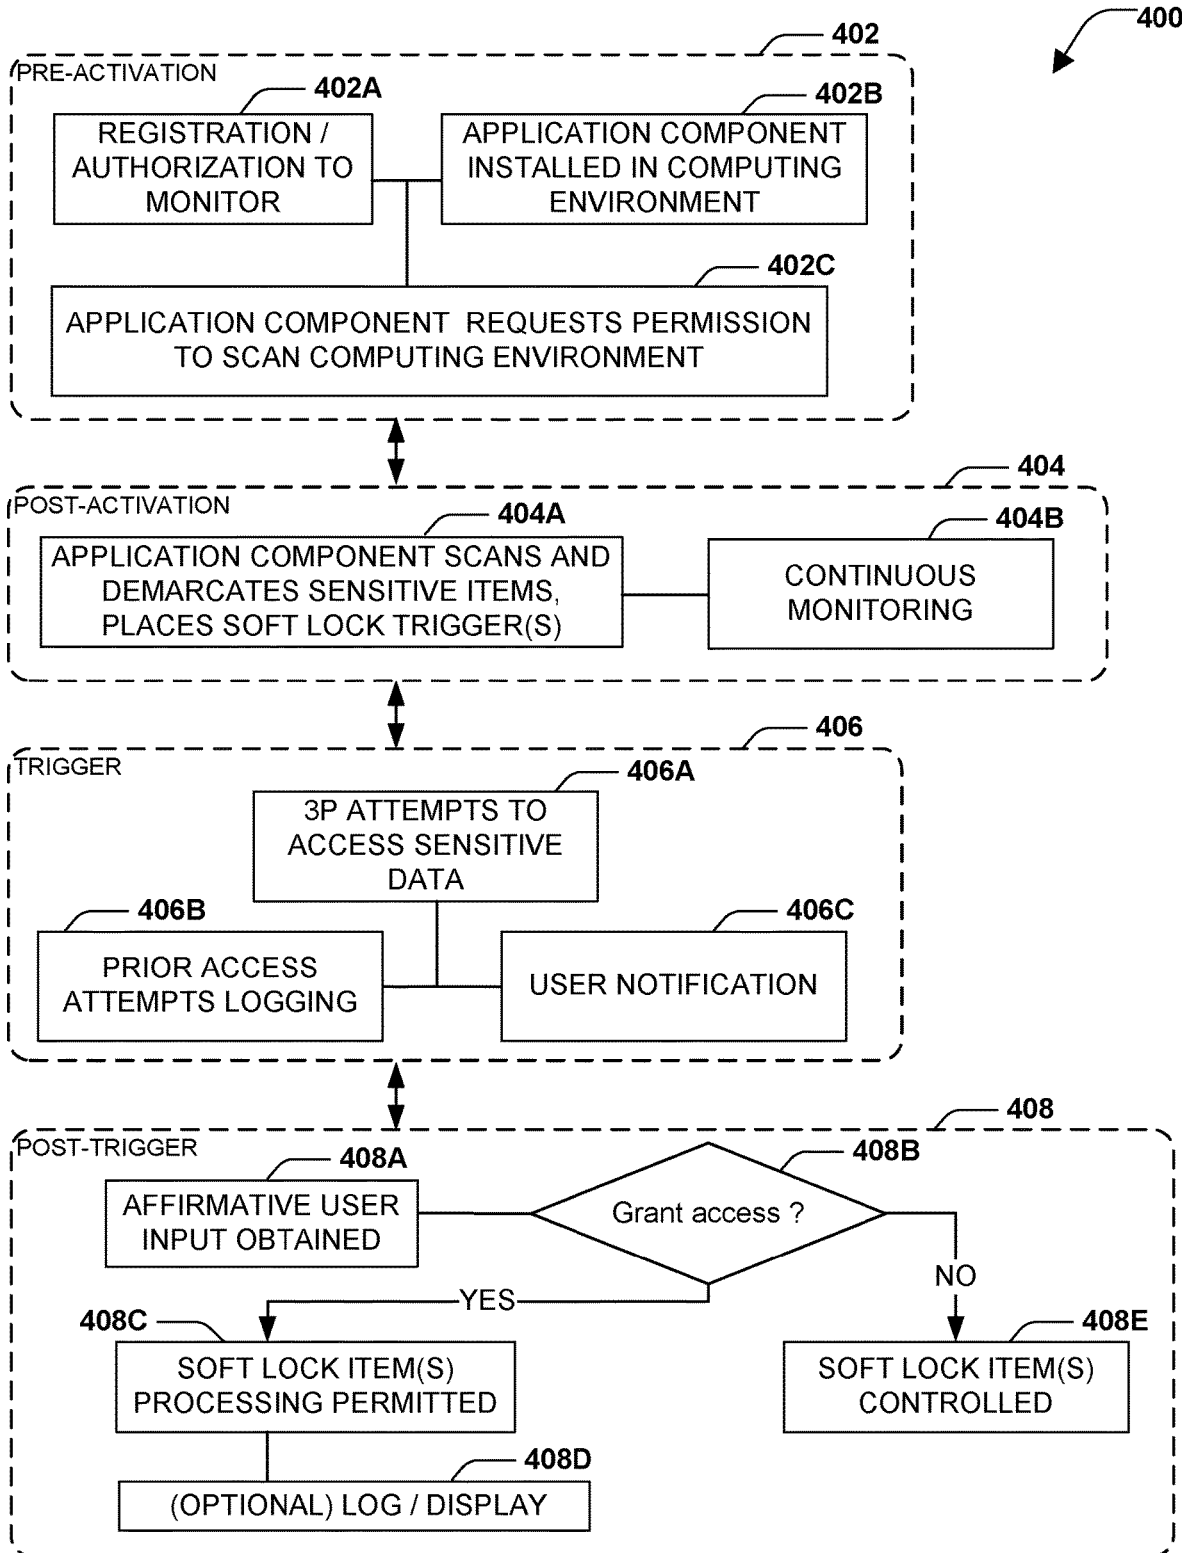 400
402
PRE-ACTIVATION
402A
402B
REGISTRATION /
AUTHORIZATION TO
MONITOR
APPLICATION COMPONENT
INSTALLED IN COMPUTING
ENVIRONMENT
402C
APPLICATION COMPONENT REQUESTS PERMISSION
TO SCAN COMPUTING ENVIRONMENT
404
POST-ACTIVATION
404A
404B
APPLICATION COMPONENT SCANS AND
DEMARCATES SENSITIVE ITEMS,
PLACES SOFT LOCK TRIGGER(S)
CONTINUOUS
MONITORING
406
TRIGGER
406A
3P ATTEMPTS TO
ACCESS SENSITIVE
DATA
406B
406C
PRIOR ACCESS
ATTEMPTS LOGGING
USER NOTIFICATION
408
POST-TRIGGER
408A
408B
AFFIRMATIVE USER
INPUT OBTAINED
Grant access ?
YES
NO
408C
408E
SOFT LOCK ITEM(S)
PROCESSING PERMITTED
SOFT LOCK ITEM(S)
CONTROLLED
408D
(OPTIONAL) LOG / DISPLAY